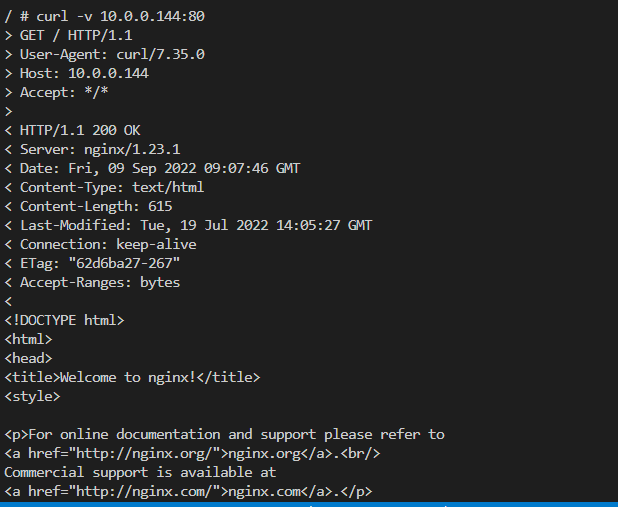 / # curl -v 10.0.0.144:80
> GET / HTTP/1.1
> User-Agent: curl/7.35.0
> Host: 10.0.0.144
> Accept: */*
>
< HTTP/1.1 200 OK
< Server: nginx/1.23.1
< Date: Fri, 09 Sep 2022 09:07:46 GMT
< Content-Type: text/html
< Content-Length: 615
< Last-Modified: Tue, 19 Jul 2022 14:05:27 GMT
< Connection: keep-alive
< ETag: "62d6ba27-267"
< Accept-Ranges: bytes
<
<!DOCTYPE html>
<html>
<head>
<title>Welcome to nginx!</title>
<style>

<p>For online documentation and support please refer to
<a href="http://nginx.org/">nginx.org</a>.<br/>
Commercial support is available at
<a href="http://nginx.com/">nginx.com</a>.</p>